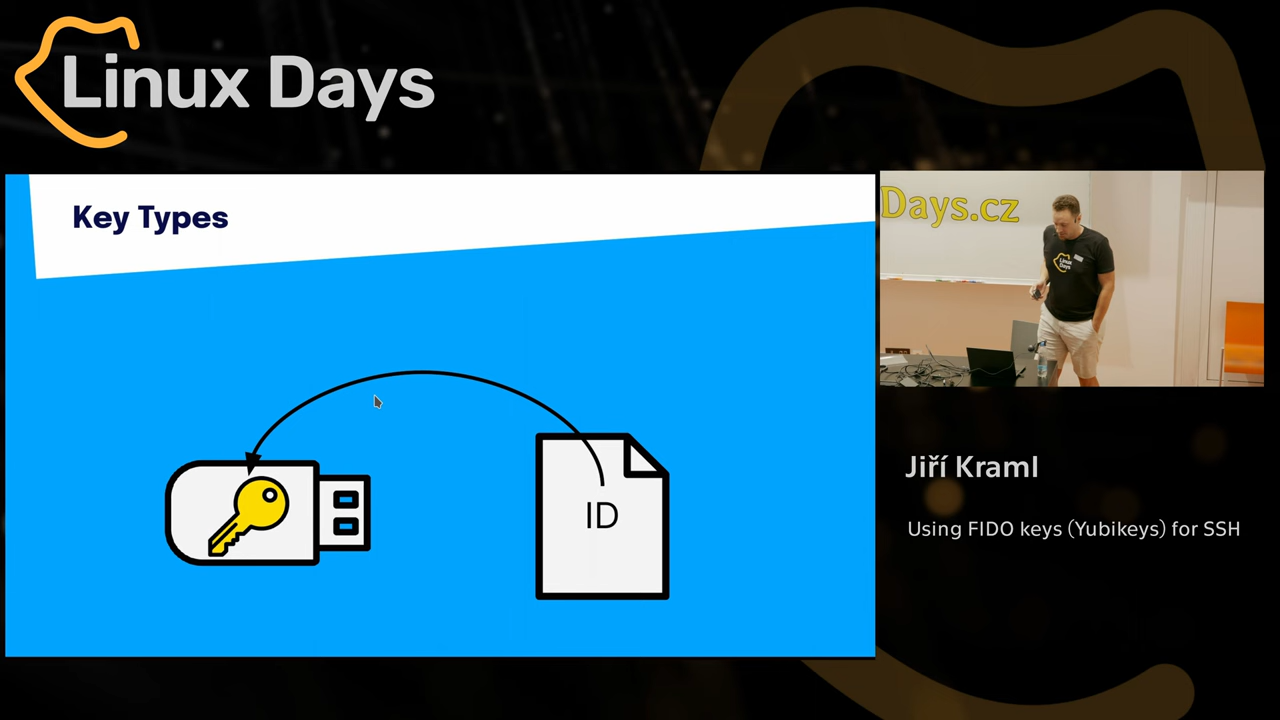 Linux Days
Key Types
ID
Days.cz
Linux
Days
Jiří Kraml
Using FIDO keys (Yubikeys) for SSH